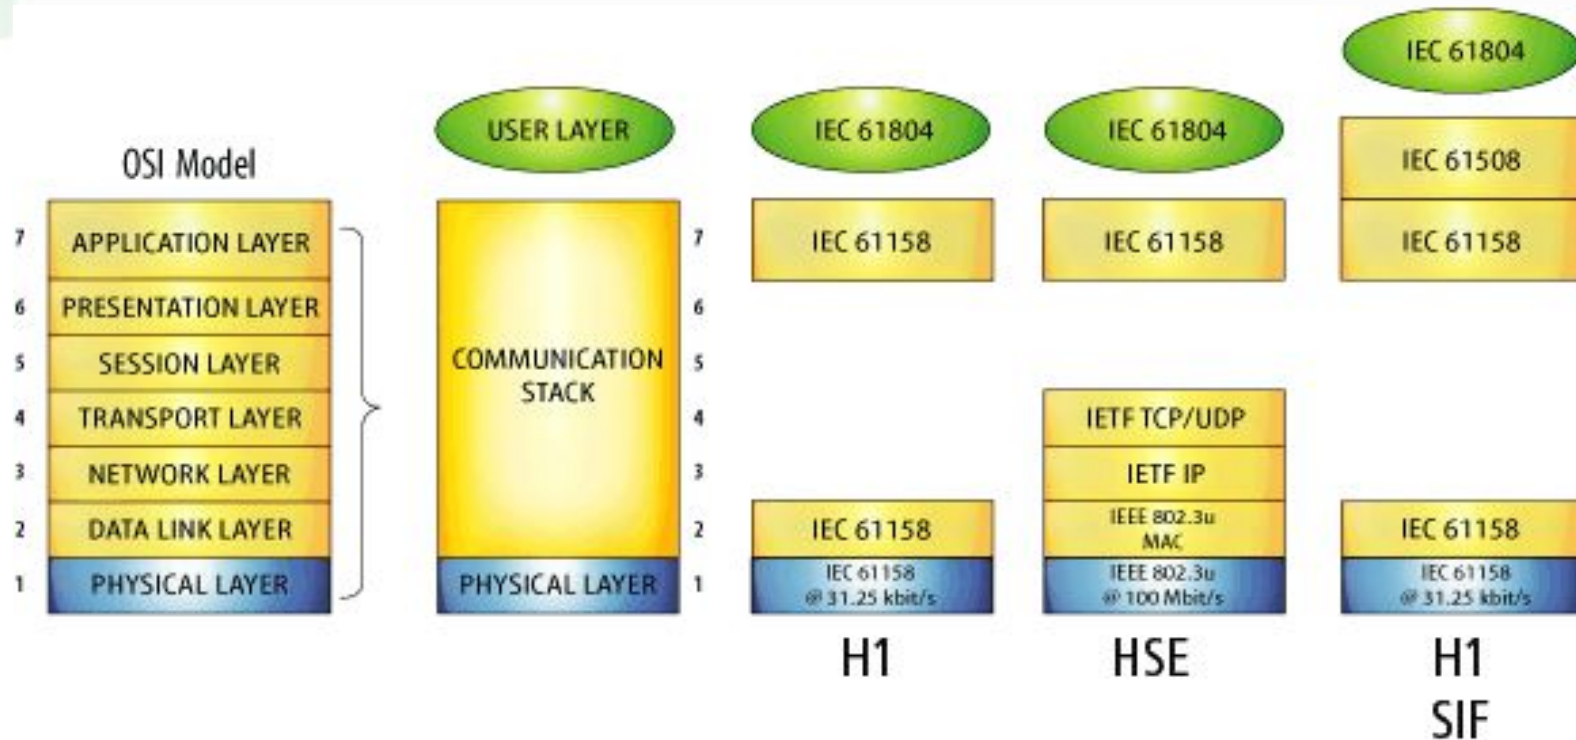 OSI Model
7
APPLICATION LAYER
6
PRESENTATION LAYER
5
SESSION LAYER
4
TRANSPORT LAYER
3
NETWORK LAYER
2
DATA LINK LAYER
1
PHYSICAL LAYER
USER LAYER
COMMUNICATION
STACK
PHYSICAL LAYER
7
6
5
4
3
2
1
IEC 61804
IEC 61158
IEC 61158
IEC 61158
@ 31.25 kbit/s
H1
IEC 61804
IEC 61158
IETF TCP/UDP
IETF IP
IEEE 802.3u
MAC
IEEE 802.3u
@ 100 Mbit/s
HSE
IEC 61804
IEC 61508
IEC 61158
IEC 61158
IEC 61158
@ 31.25 kbit/s
H1
SIF